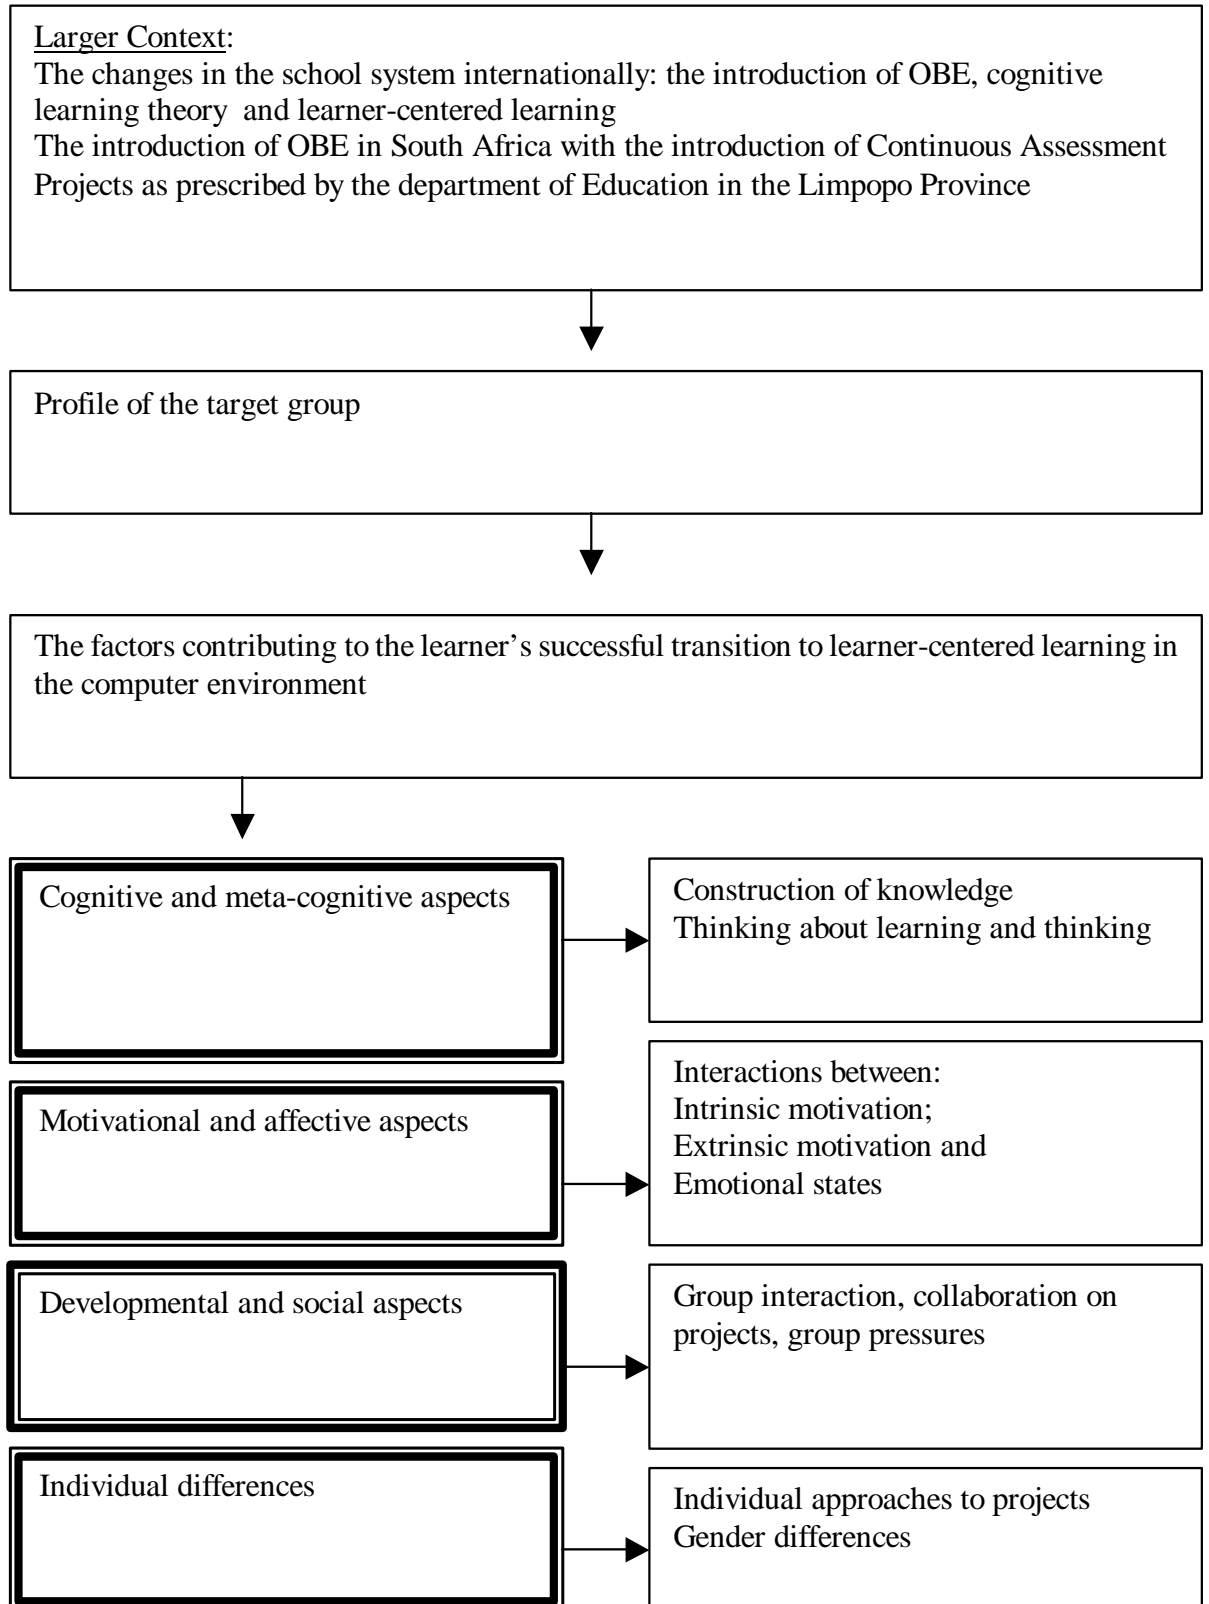 Larger Context:
The changes in the school system internationally: the introduction of OBE, cognitive
learning theory and learner-centered learning
The introduction of OBE in South Africa with the introduction of Continuous Assessment
Projects as prescribed by the department of Education in the Limpopo Province
Profile of the target group
The factors contributing to the learner’s successful transition to learner-centered learning in
the computer environment
Cognitive and meta-cognitive aspects
Construction of knowledge
Thinking about learning and thinking
Motivational and affective aspects
Interactions between:
Intrinsic motivation;
Extrinsic motivation and
Emotional states
Developmental and social aspects
Group interaction, collaboration on
projects, group pressures
Individual differences
Individual approaches to projects
Gender differences